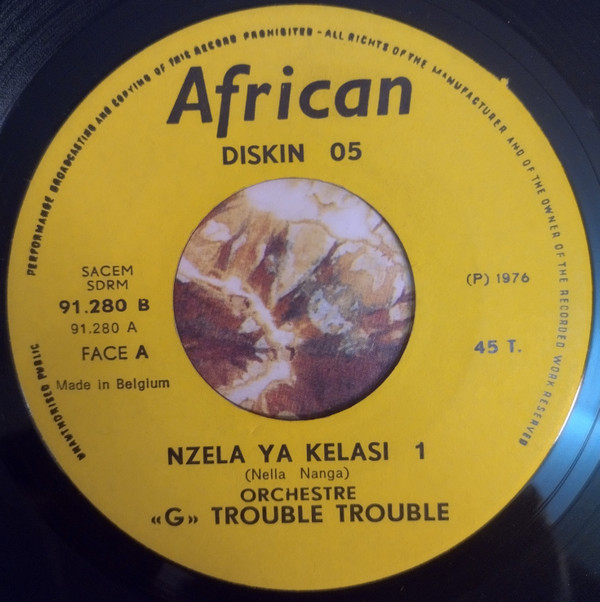 UNAUTHORISED PUBLIC PERFORMANCE BROADCASTING AND COPYING OF THIS RECORD PROHIBITED - ALL RIGHTS OF THE MANUFACTURER AND OF THE OWNER OF THE RECORDED WORK RESERVED
African
DISKIN 05
SACEM
SDRM
91.280 B
91.280 A
FACE A
Made in Belgium
(P) 1976
45 T.
NZELA YA KELASI 1
(Nella Nanga)
ORCHESTRE
«G» TROUBLE TROUBLE